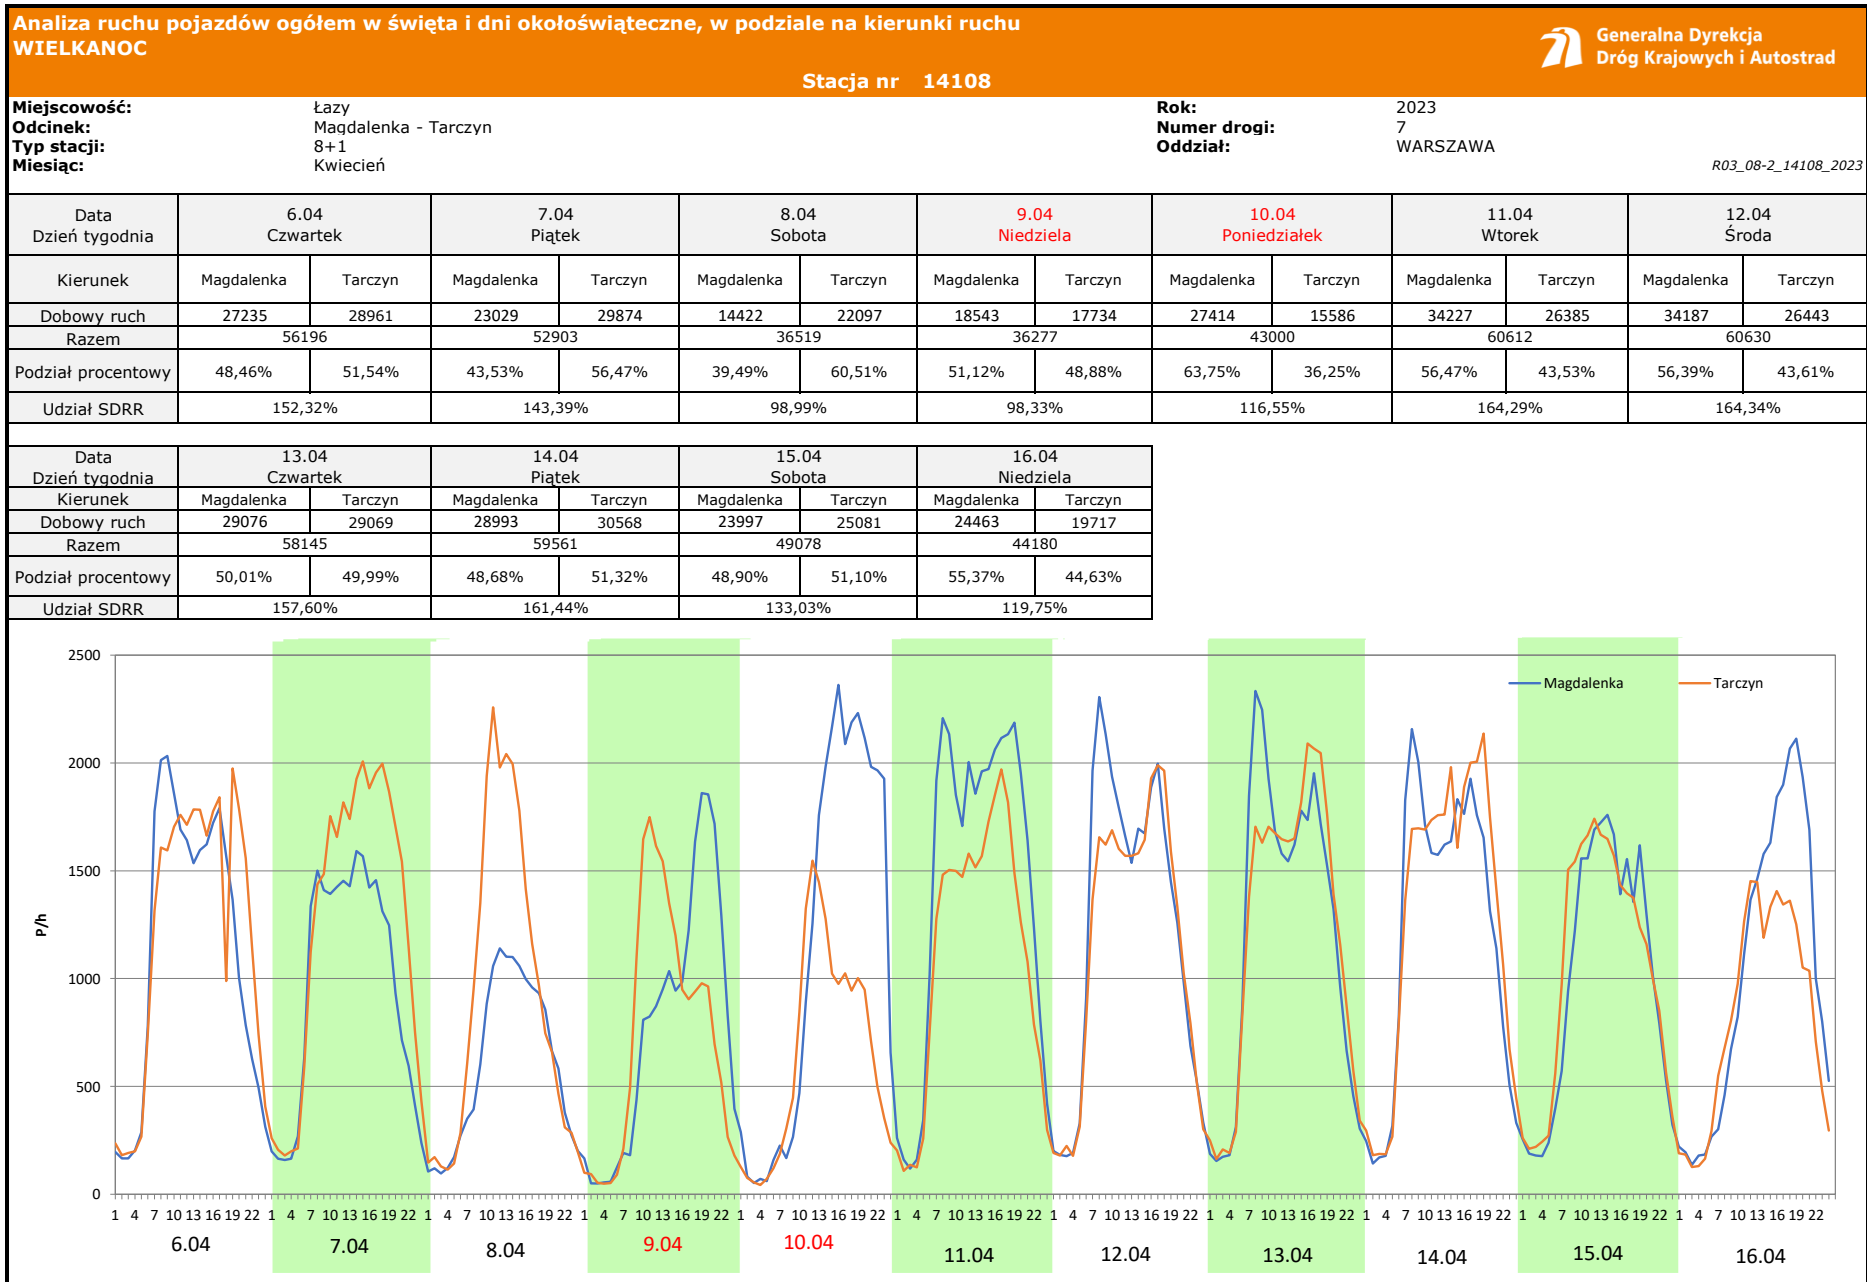 Analiza ruchu pojazdów ogółem w święta i dni okołoświąteczne, w podziale na kierunki ruchu
WIELKANOC
Generalna Dyrekcja
Dróg Krajowych i Autostrad
Stacja nr 14108
Miejscowość: Łazy Rok: 2023
Odcinek: Magdalenka - Tarczyn Numer drogi: 7
Typ stacji: 8+1 Oddział: WARSZAWA
Miesiąc: Kwiecień R03_08-2_14108_2023
Data 6.04 7.04 8.04 9.04 10.04 11.04 12.04
Dzień tygodnia Czwartek Piątek Sobota Niedziela Poniedziałek Wtorek Środa
Kierunek Magdalenka Tarczyn Magdalenka Tarczyn Magdalenka Tarczyn Magdalenka Tarczyn Magdalenka Tarczyn Magdalenka Tarczyn Magdalenka Tarczyn
Dobowy ruch 27235 28961 23029 29874 14422 22097 18543 17734 27414 15586 34227 26385 34187 26443
Razem 56196 52903 36519 36277 43000 60612 60630
Podział procentowy 48,46% 51,54% 43,53% 56,47% 39,49% 60,51% 51,12% 48,88% 63,75% 36,25% 56,47% 43,53% 56,39% 43,61%
Udział SDRR 152,32% 143,39% 98,99% 98,33% 116,55% 164,29% 164,34%
Data 13.04 14.04 15.04 16.04
Dzień tygodnia Czwartek Piątek Sobota Niedziela
Kierunek Magdalenka Tarczyn Magdalenka Tarczyn Magdalenka Tarczyn Magdalenka Tarczyn
Dobowy ruch 29076 29069 28993 30568 23997 25081 24463 19717
Razem 58145 59561 49078 44180
Podział procentowy 50,01% 49,99% 48,68% 51,32% 48,90% 51,10% 55,37% 44,63%
Udział SDRR 157,60% 161,44% 133,03% 119,75%
2500
Magdalenka Tarczyn
2000
1500
P/h
1000
500
0
1 4 7 10 13 16 19 22 1 4 7 10 13 16 19 22 1 4 7 10 13 16 19 22 1 4 7 10 13 16 19 22 1 4 7 10 13 16 19 22 1 4 7 10 13 16 19 22 1 4 7 10 13 16 19 22 1 4 7 10 13 16 19 22 1 4 7 10 13 16 19 22 1 4 7 10 13 16 19 22 1 4 7 10 13 16 19 22
6.04 7.04 8.04 9.04 10.04 11.04 12.04 13.04 14.04 15.04 16.04